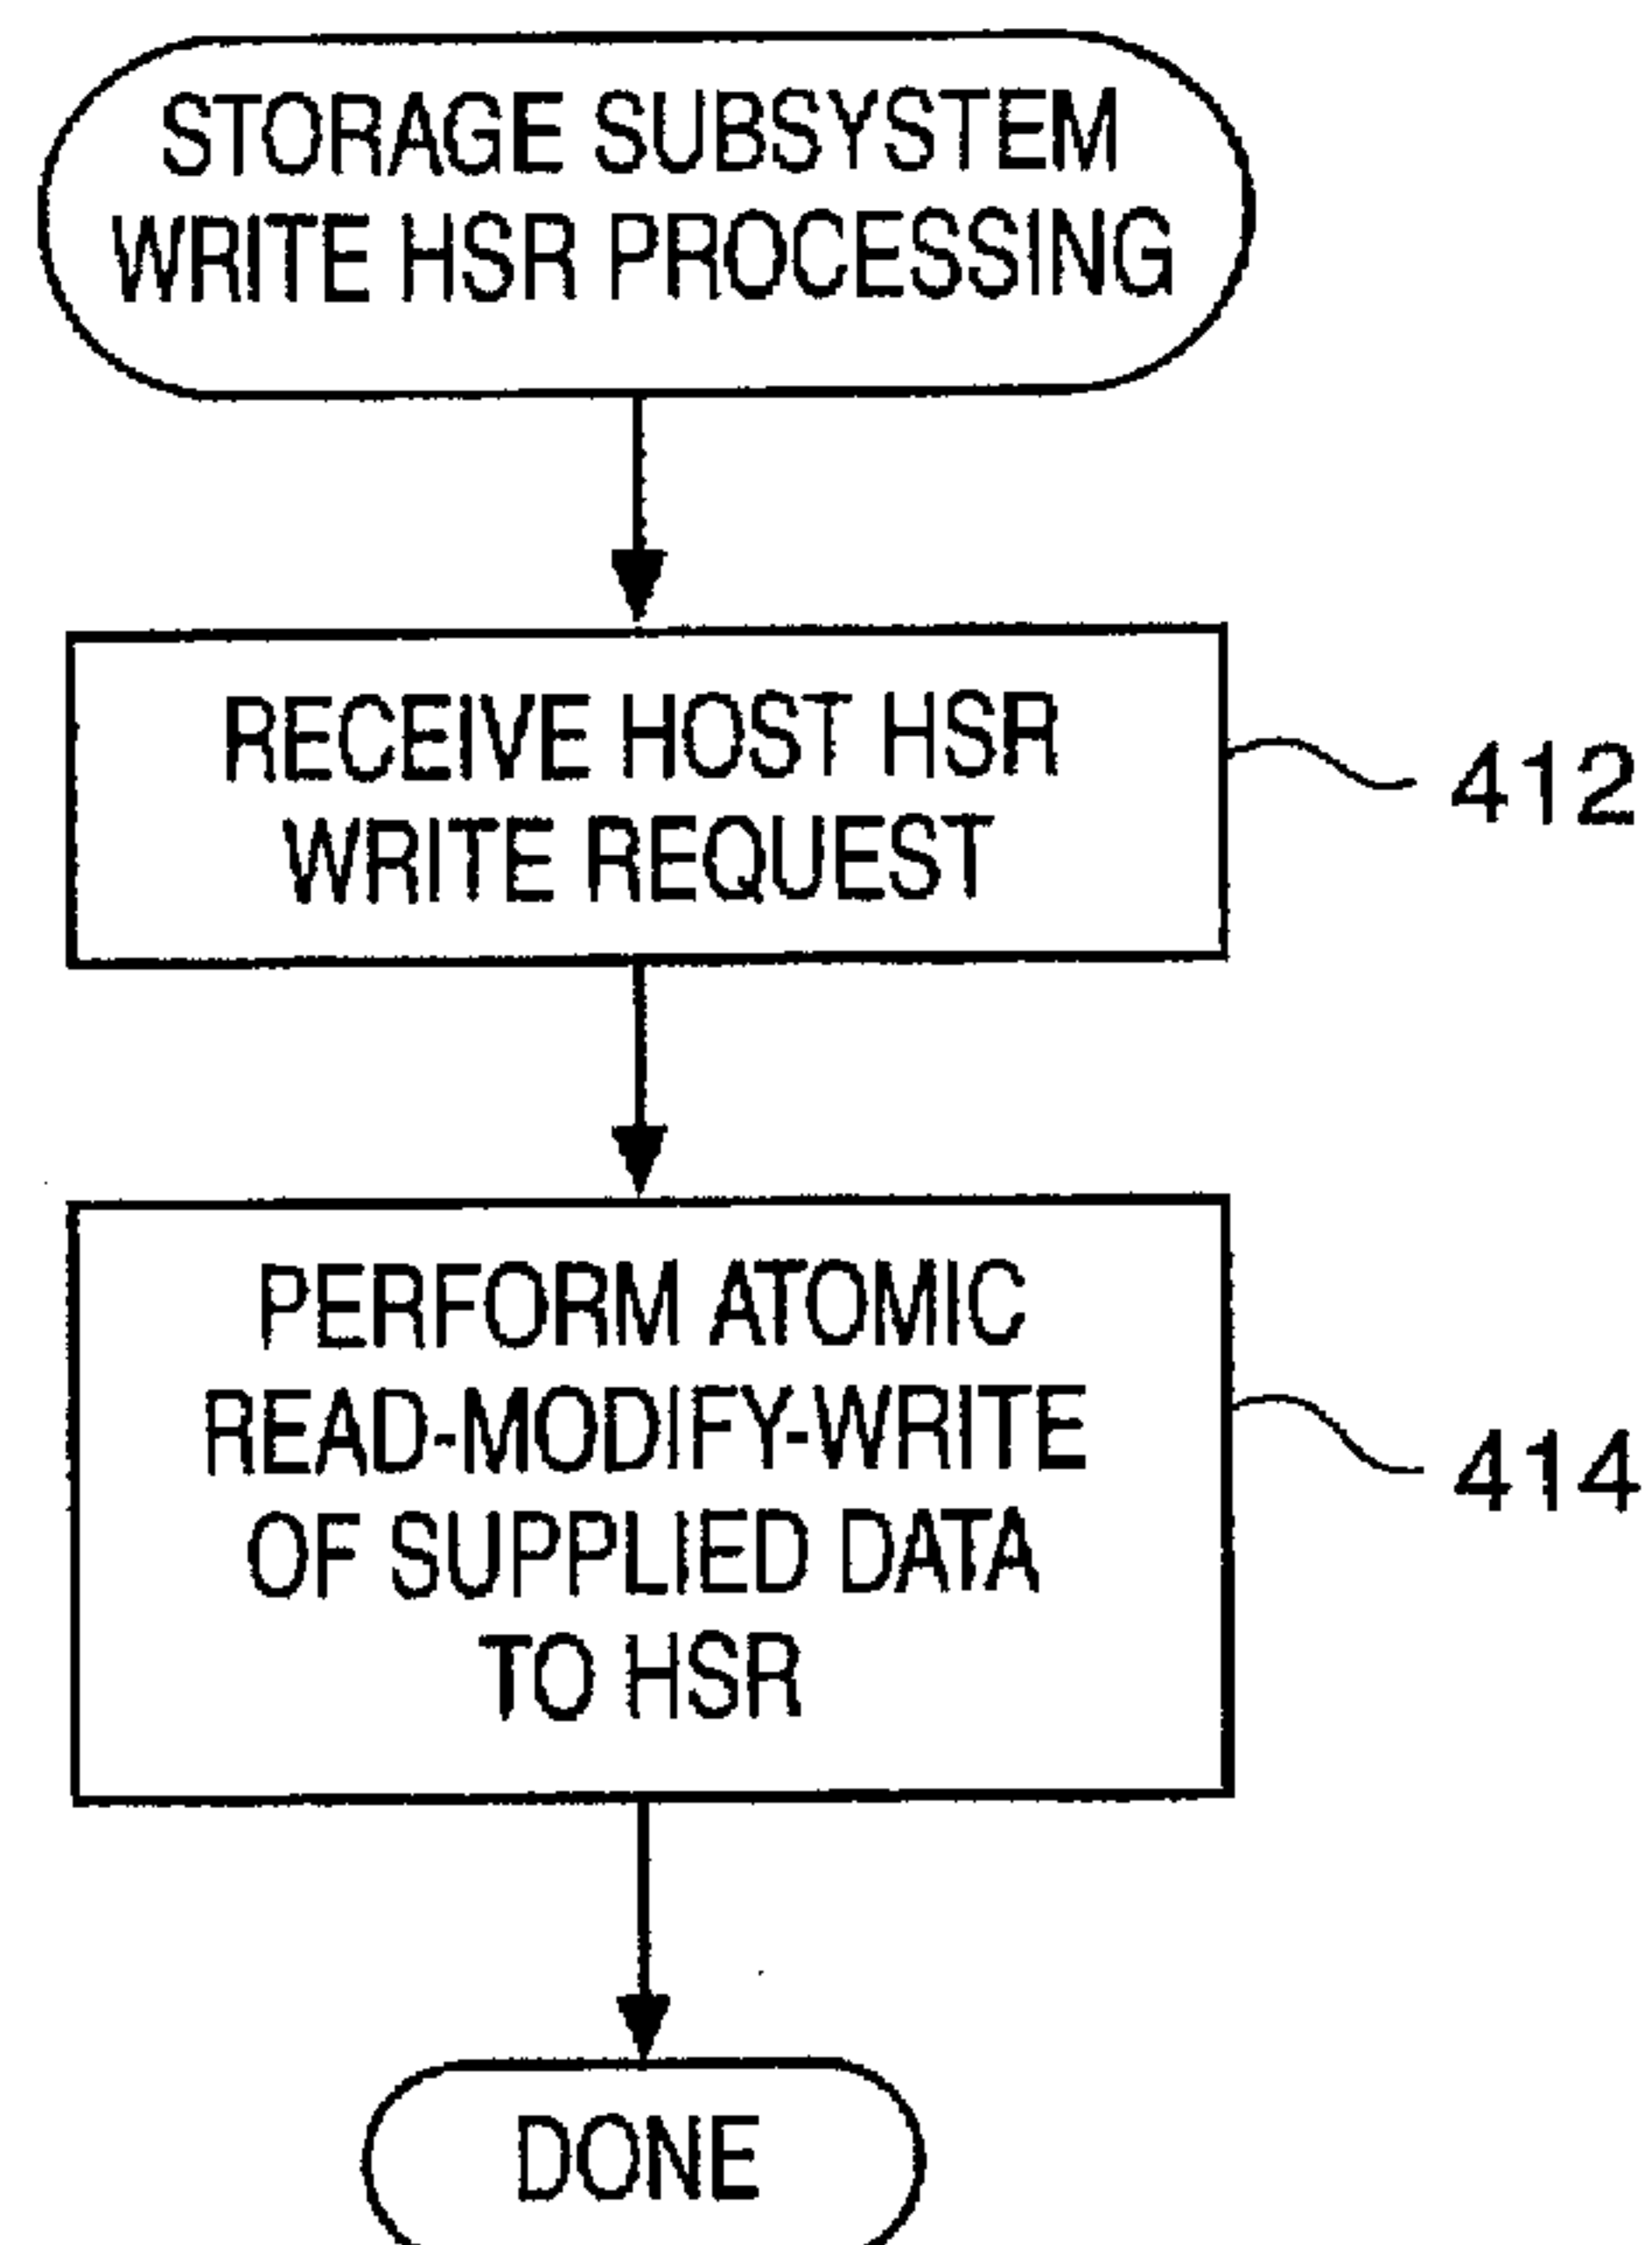 STORAGE SUBSYSTEM
WRITE HSR PROCESSING
RECEIVE HOST HSR
WRITE REQUEST
412
PERFORM ATOMIC
READ-MODIFY-WRITE
OF SUPPLIED DATA
TO HSR
414
DONE